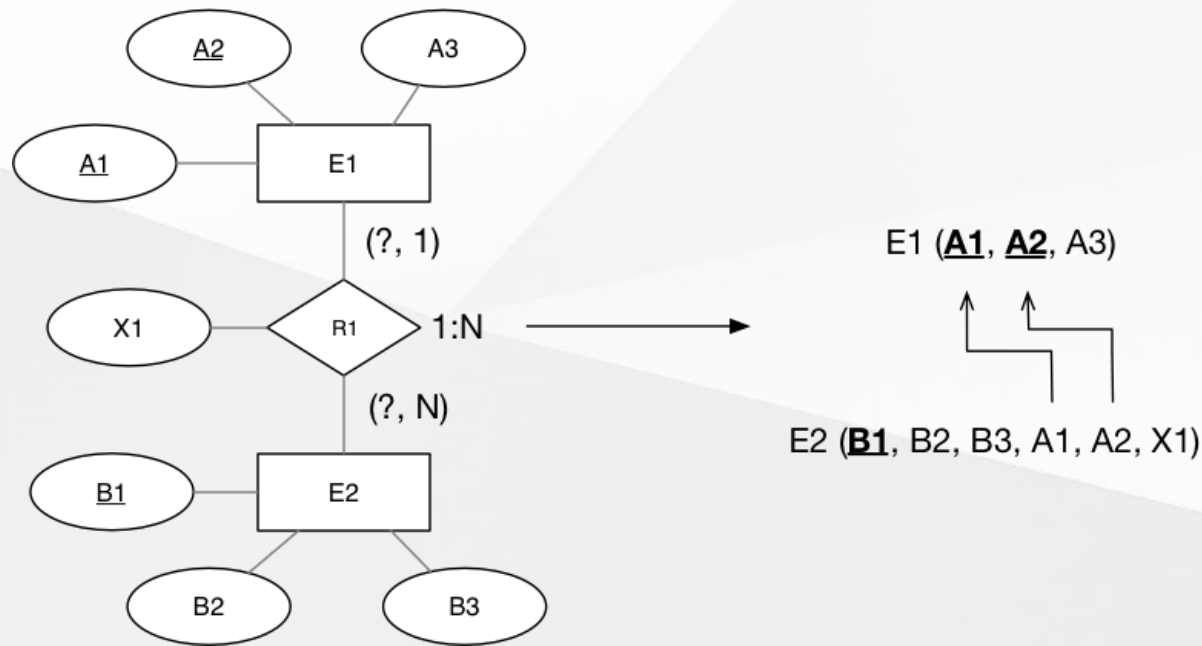 A2
A3
A1
E1
(?, 1)
E1 (A1, A2, A3)
X1
R1
1:N
(?, N)
E2 (B1, B2, B3, A1, A2, X1)
B1
E2
B2
B3